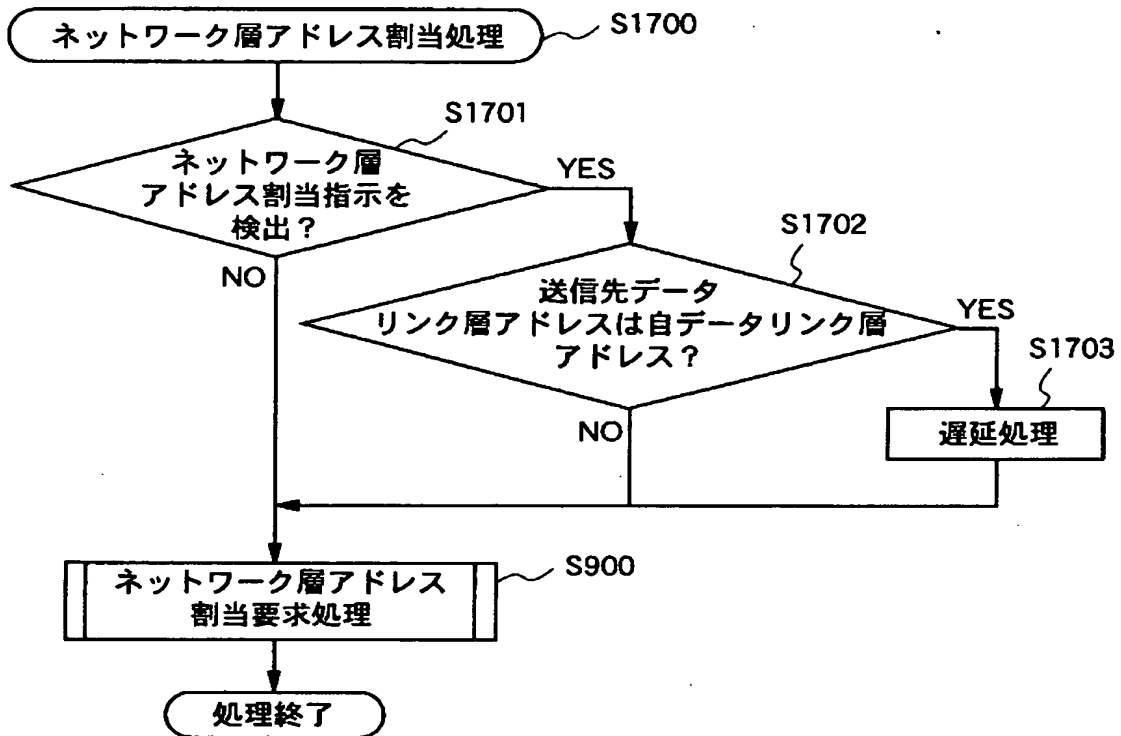 ネットワーク層アドレス割当処理
S1700
S1701
ネットワーク層
アドレス割当指示を
検出？
YES
NO
S1702
送信先データ
リンク層アドレスは自データリンク層
アドレス？
YES
NO
S1703
遅延処理
ネットワーク層アドレス
割当要求処理
S900
処理終了